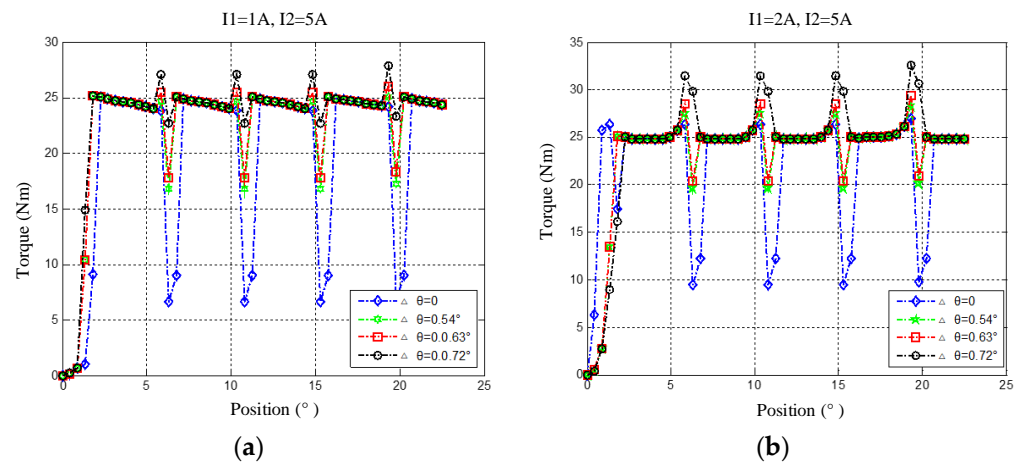 I1=1A, I2=5A
30
25
20
15
10
5
0
Torque (Nm)
△ θ=0
△ θ=0.54°
△ θ=0.0.63°
△ θ=0.0.72°
0 5 10 15 20 25
Position (° )
(a)
I1=2A, I2=5A
35
30
25
20
15
10
5
0
Torque (Nm)
△ θ=0
△ θ=0.54°
△ θ=0.63°
△ θ=0.72°
0 5 10 15 20 25
Position (° )
(b)